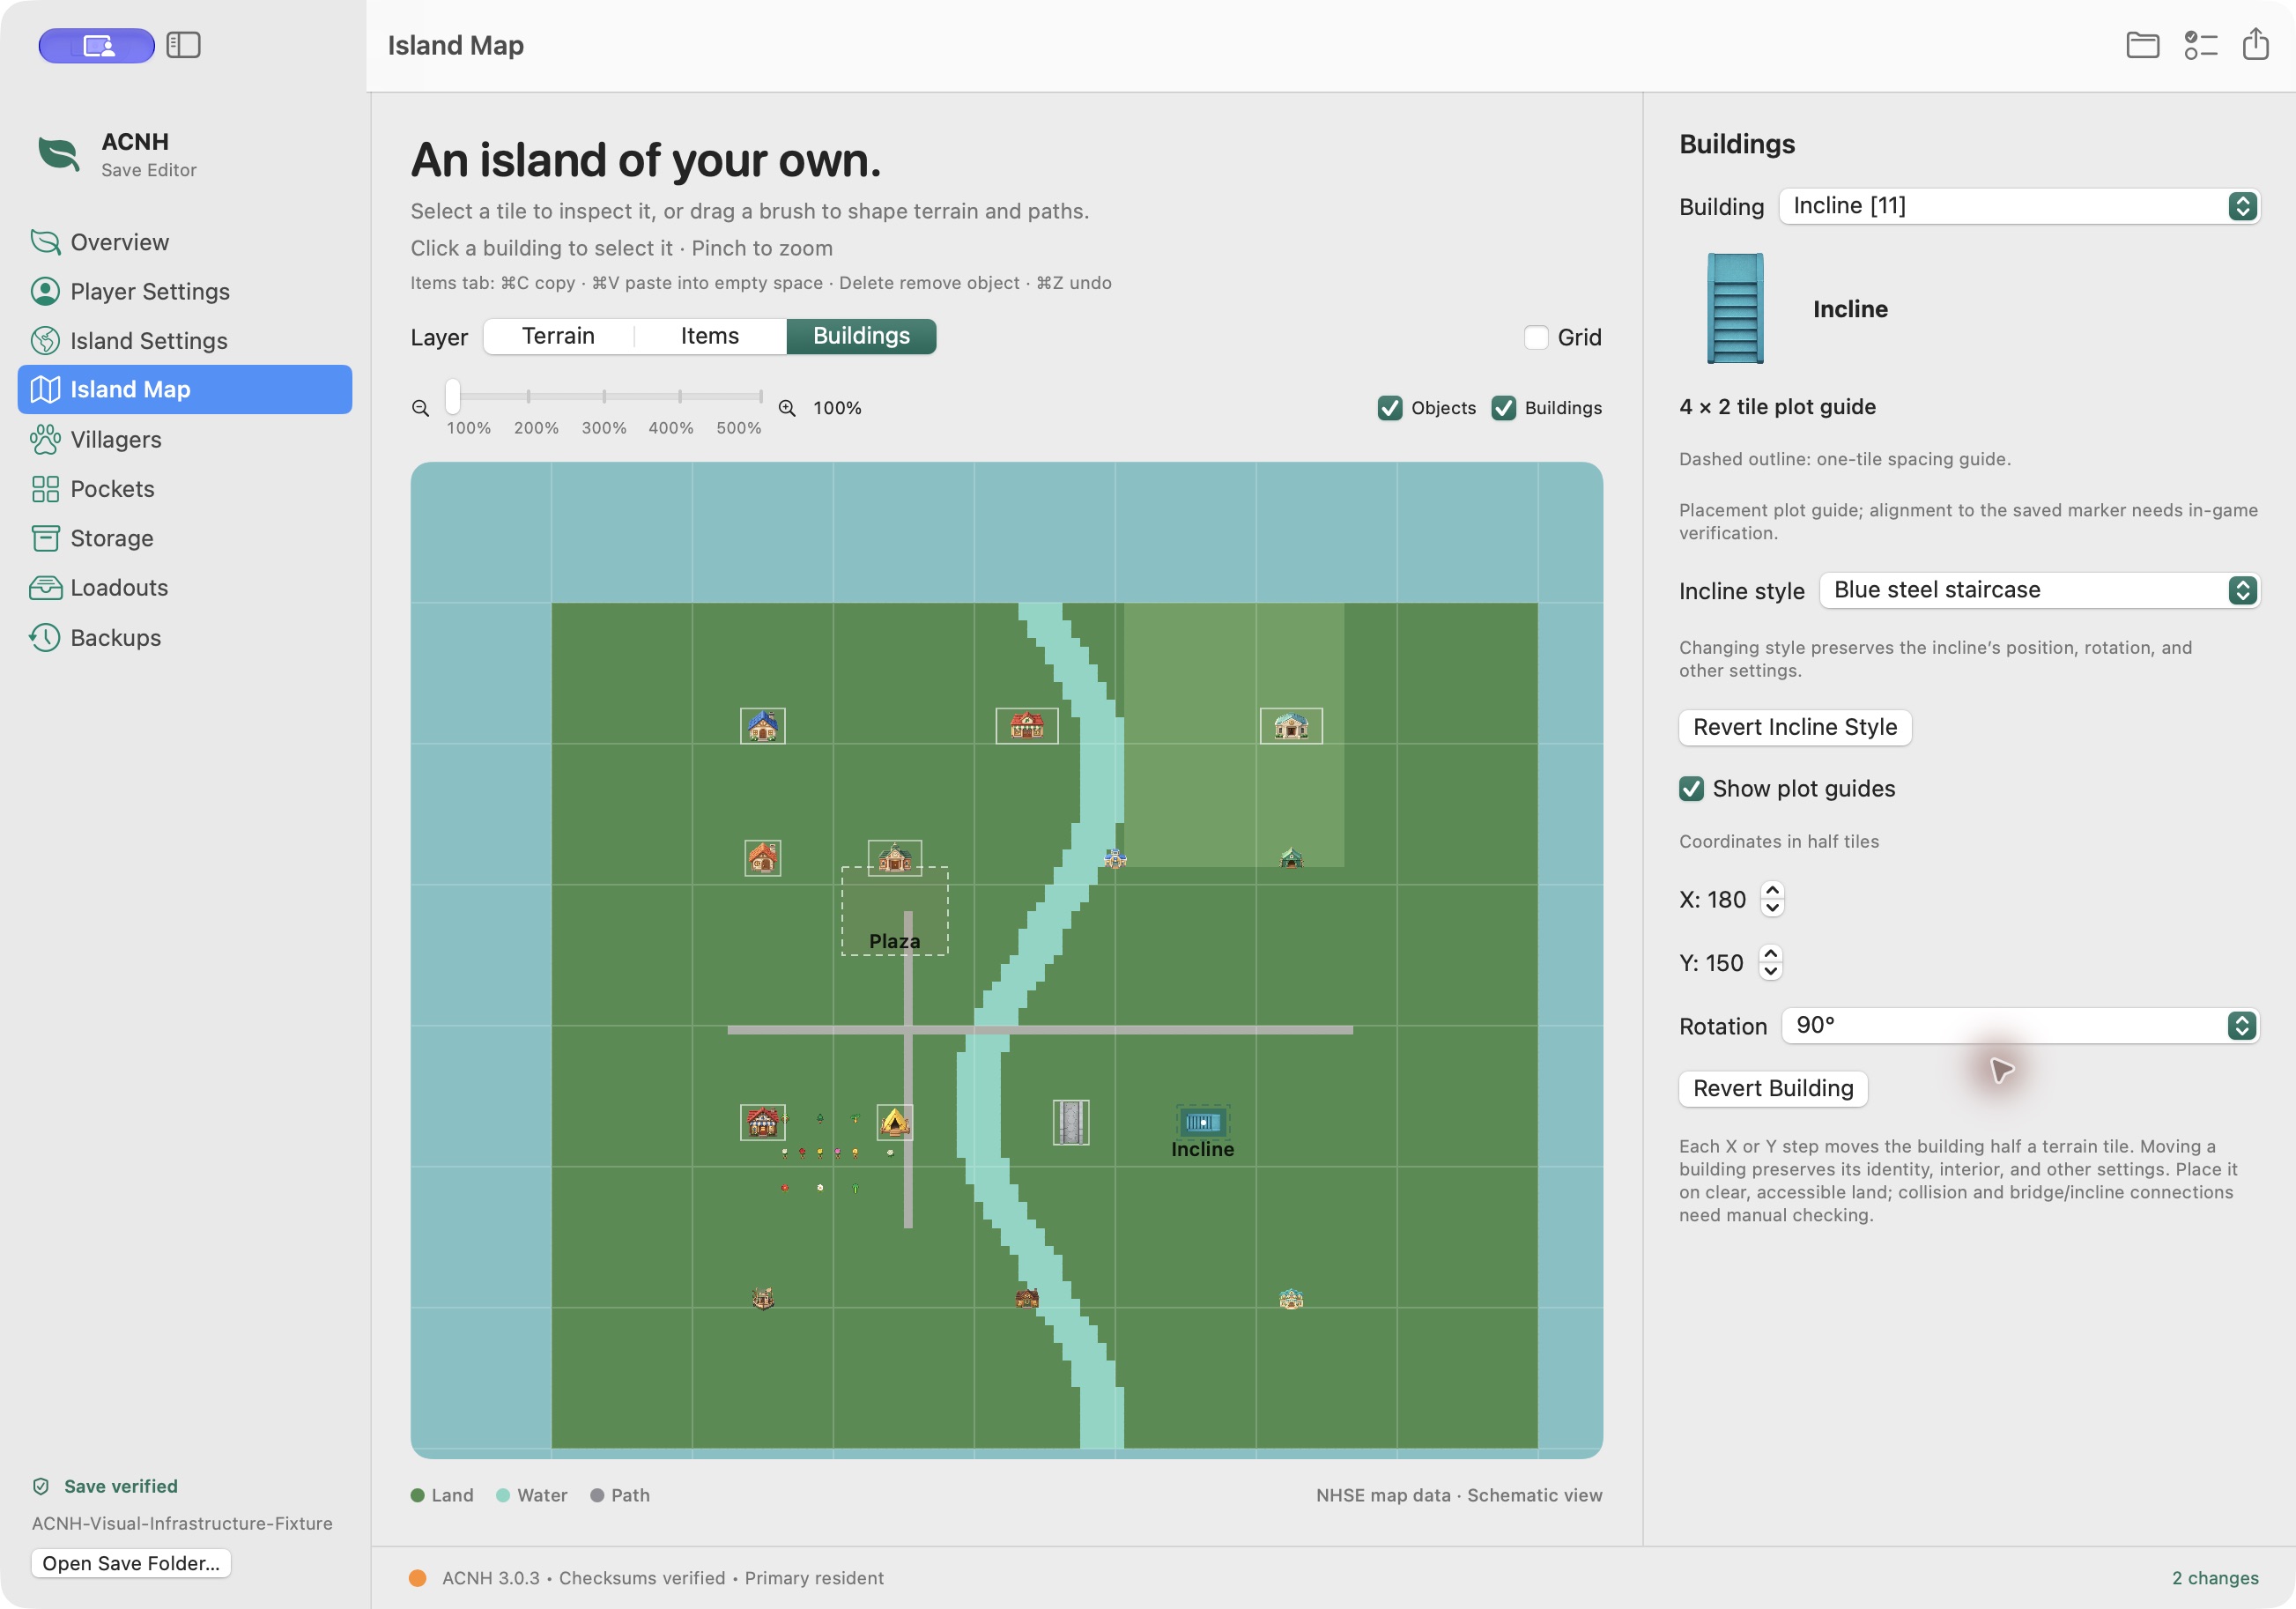 Island Map
ACNH
Save Editor
Overview
Player Settings
Island Settings
Island Map
Villagers
Pockets
Storage
Loadouts
Backups
Save verified
ACNH-Visual-Infrastructure-Fixture
Open Save Folder...
An island of your own.
Select a tile to inspect it, or drag a brush to shape terrain and paths.
Click a building to select it · Pinch to zoom
Items tab: ⌘C copy · ⌘V paste into empty space · Delete remove object · ⌘Z undo
Layer Terrain Items Buildings Grid
100% 200% 300% 400% 500% 100% Objects Buildings
Plaza
Incline
Land Water Path NHSE map data · Schematic view
ACNH 3.0.3 • Checksums verified • Primary resident 2 changes
Buildings
Building Incline [11]
Incline
4 × 2 tile plot guide
Dashed outline: one-tile spacing guide.
Placement plot guide; alignment to the saved marker needs in-game
verification.
Incline style Blue steel staircase
Changing style preserves the incline’s position, rotation, and
other settings.
Revert Incline Style
Show plot guides
Coordinates in half tiles
X: 180
Y: 150
Rotation 90°
Revert Building
Each X or Y step moves the building half a terrain tile. Moving a
building preserves its identity, interior, and other settings. Place it
on clear, accessible land; collision and bridge/incline connections
need manual checking.